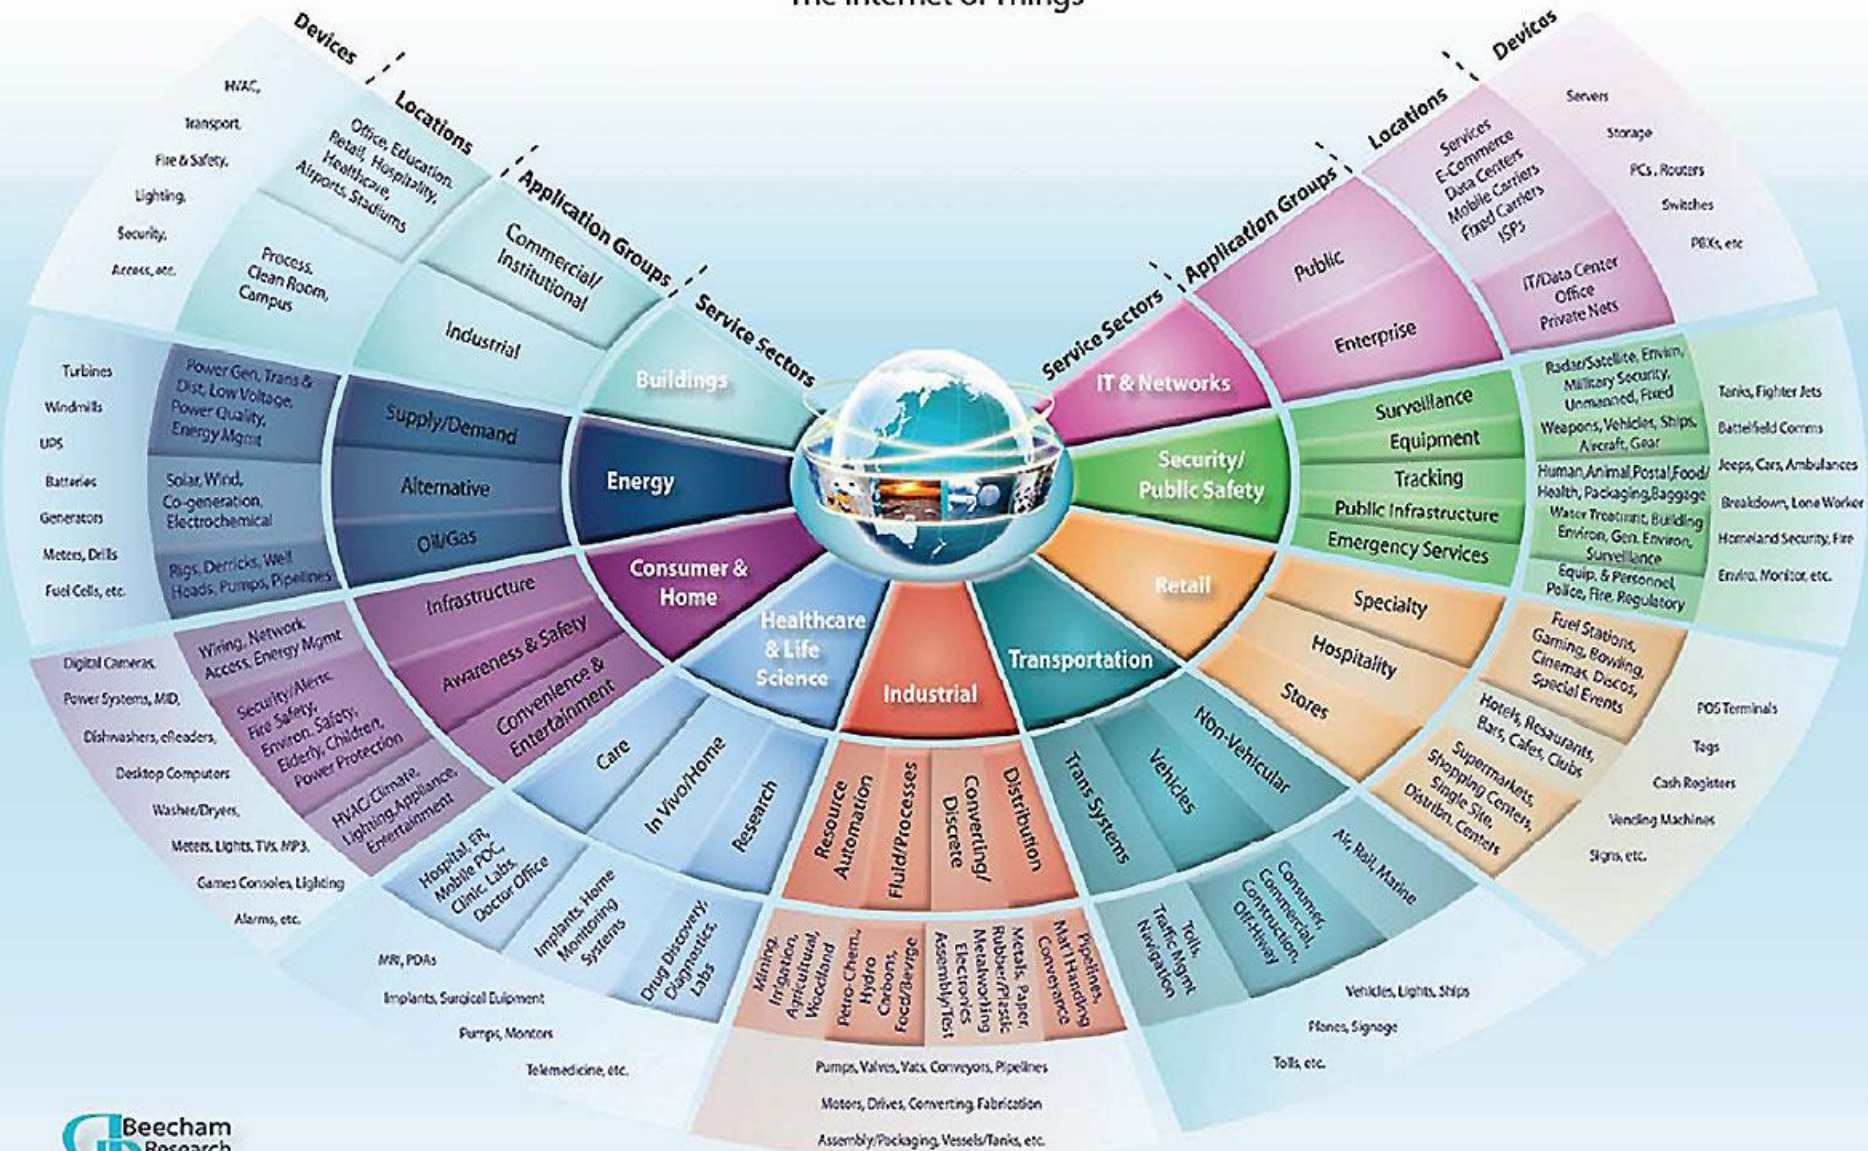 The Internet of Things
Devices
Locations
Application Groups
Service Sectors
Service Sectors
Application Groups
Locations
Devices
HVAC,
Transport,
Fire & Safety,
Lighting,
Security,
Access, etc.
Office, Education,
Retail, Hospitality,
Healthcare,
Airports, Stadiums
Process,
Clean Room,
Campus
Commercial/
Institutional
Industrial
Buildings
Turbines
Windmills
UPS
Batteries
Generators
Meters, Drills
Fuel Cells, etc.
Power Gen, Trans &
Dist, Low Voltage,
Power Quality,
Energy Mgmt
Solar, Wind,
Co-generation,
Electrochemical
Rigs, Derricks, Well
Heads, Pumps, Pipelines
Supply/Demand
Alternative
Oil/Gas
Energy
Digital Cameras,
Power Systems, MID,
Dishwashers, eReaders,
Desktop Computers
Washer/Dryers,
Meters, Lights, TVs, MP3,
Games Consoles, Lighting
Alarms, etc.
Wiring, Network
Access, Energy Mgmt
Security/Alerts,
Fire Safety,
Environ. Safety,
Elderly, Children,
Power Protection
HVAC/Climate,
Lighting, Appliance,
Entertainment
Infrastructure
Awareness & Safety
Convenience &
Entertainment
Consumer &
Home
MRI, PDAs
Implants, Surgical Euipment
Pumps, Montors
Telemedicine, etc.
Hospital, ER,
Mobile POC,
Clinic, Labs,
Doctor Office
Implants, Home
Monitoring
Systems
Drug Discovery,
Diagnostics,
Labs
Care
In Vivo/Home
Research
Healthcare
& Life
Science
Industrial
Resource
Automation
Fluid/Processes
Converting/
Discrete
Distribution
Mining,
Irrigation,
Agricultural,
Woodland
Petro-Chem.,
Hydro
Carbons,
Food/Bevrge
Metals, Paper,
Rubber/Plastic
Metalworking
Electronics
Assembly/Test
Pipelines,
Mat'l Handling
Conveyance
Pumps, Valves, Vats, Conveyors, Pipelines
Motors, Drives, Converting, Fabrication
Assembly/Packaging, Vessels/Tanks, etc.
Transportation
Trans Systems
Vehicles
Non-Vehicular
Tolls,
Traffic Mgmt
Navigation
Consumer,
Commercial,
Construction,
Off-Hiway
Air, Rail, Marine
Vehicles, Lights, Ships
Planes, Signage
Tolls, etc.
Retail
Specialty
Hospitality
Stores
Fuel Stations,
Gaming, Bowling,
Cinemas, Discos,
Special Events
Hotels, Resaurants,
Bars, Cafes, Clubs
Supermarkets,
Shopping Centers,
Single Site,
Distribn. Centers
POS Terminals
Tags
Cash Registers
Vending Machines
Signs, etc.
Security/
Public Safety
Surveillance
Equipment
Tracking
Public Infrastructure
Emergency Services
Radar/Satellite, Environ,
Military Security,
Unmanned, Fixed
Weapons, Vehicles, Ships,
Aircraft, Gear
Human, Animal, Postal, Food/
Health, Packaging, Baggage
Water Treatmnt, Building
Environ, Gen. Environ,
Surveillance
Equip. & Personnel,
Police, Fire, Regulatory
Tanks, Fighter Jets
Battelfield Comms
Jeeps, Cars, Ambulances
Breakdown, Lone Worker
Homeland Security, Fire
Enviro. Monitor, etc.
IT & Networks
Public
Enterprise
Services
E-Commerce
Data Centers
Mobile Carriers
Fixed Carriers
ISPs
IT/Data Center
Office
Private Nets
Servers
Storage
PCs, Routers
Switches
PBXs, etc
Beecham
Research